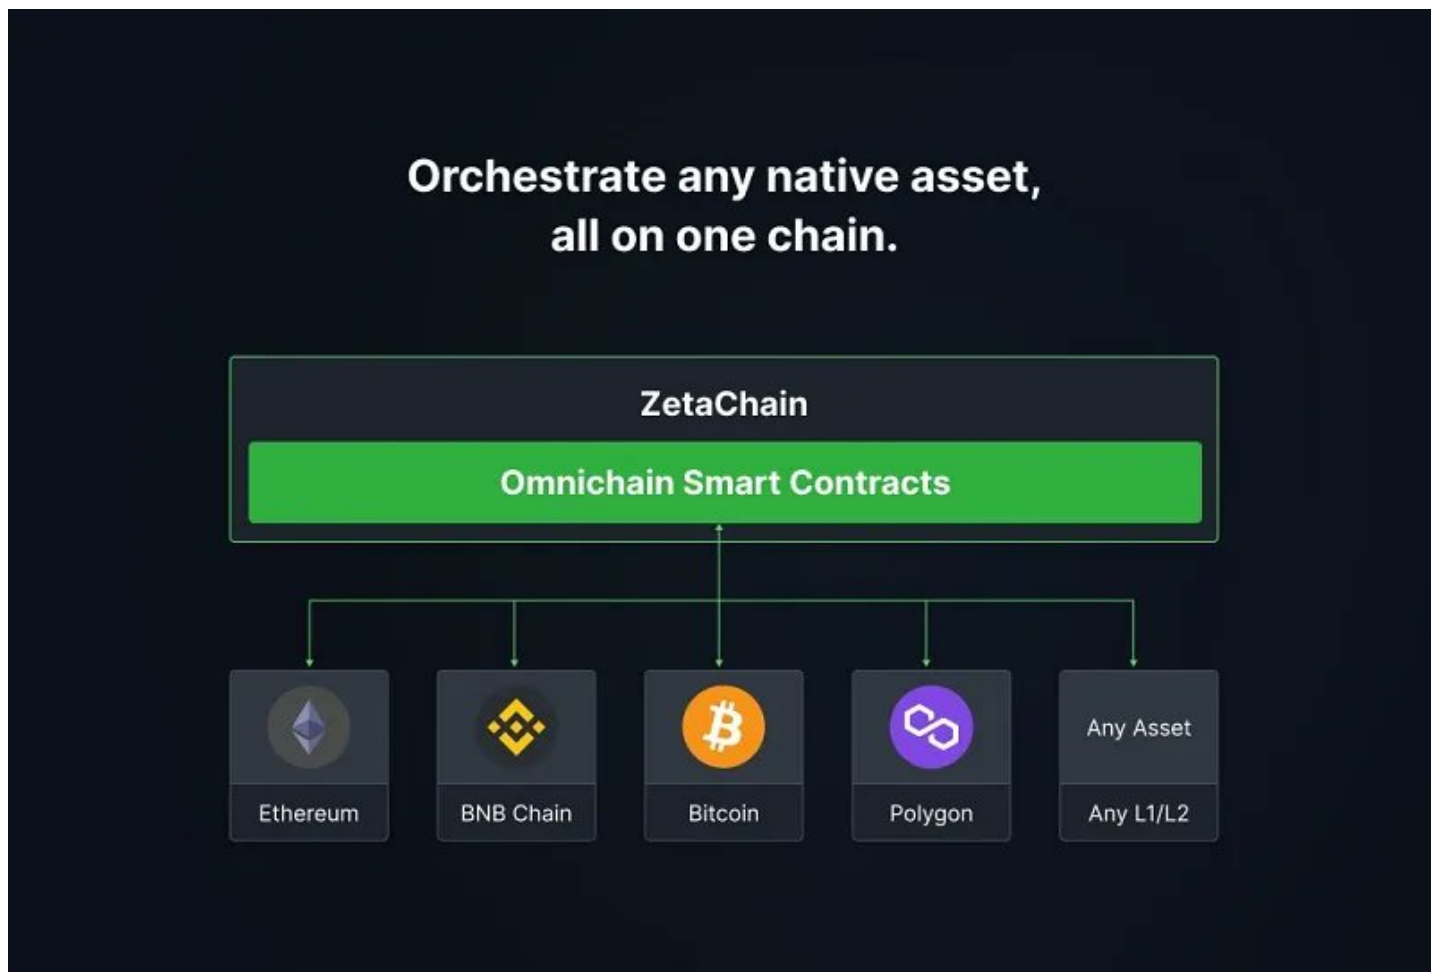 Orchestrate any native asset,
all on one chain.
ZetaChain
Omnichain Smart Contracts
Any Asset
Ethereum
BNB Chain
Bitcoin
Polygon
Any L1/L2